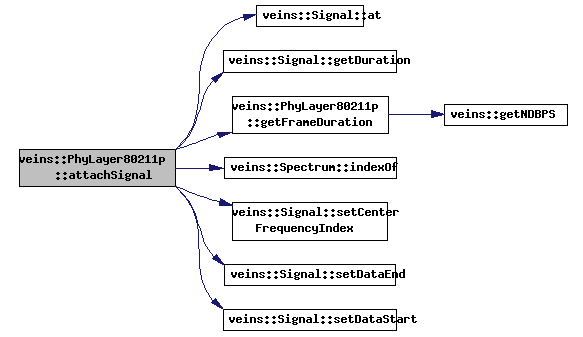 veins::PhyLayer80211p
::attachSignal
veins::Signal::at
veins::Signal::getDuration
veins::PhyLayer80211p
::getFrameDuration
veins::getNDBPS
veins::Spectrum::indexOf
veins::Signal::setCenter
FrequencyIndex
veins::Signal::setDataEnd
veins::Signal::setDataStart